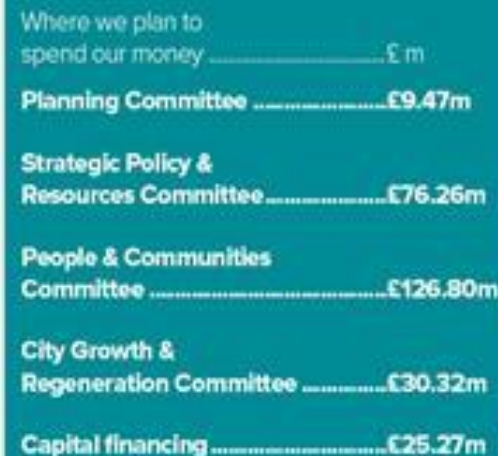 Where we plan to
spend our money ........................... £ m
Planning Committee ........................£9.47m
Strategic Policy &
Resources Committee......................£76.26m
People & Communities
Committee ........................................£126.80m
City Growth &
Regeneration Committee ...............£30.32m
Capital financing ..............................£25.27m